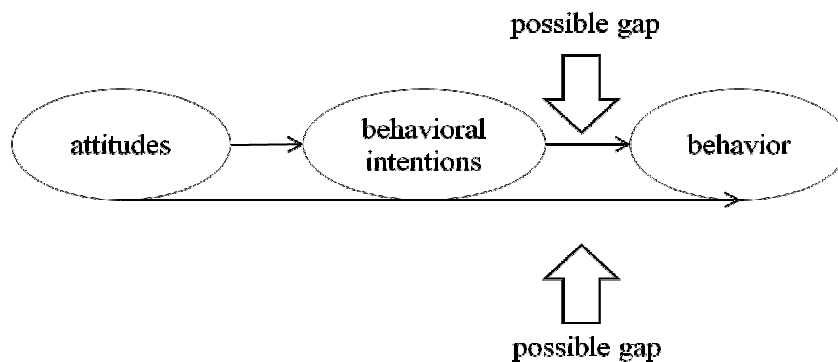 possible gap
attitudes
behavioral
intentions
behavior
possible gap